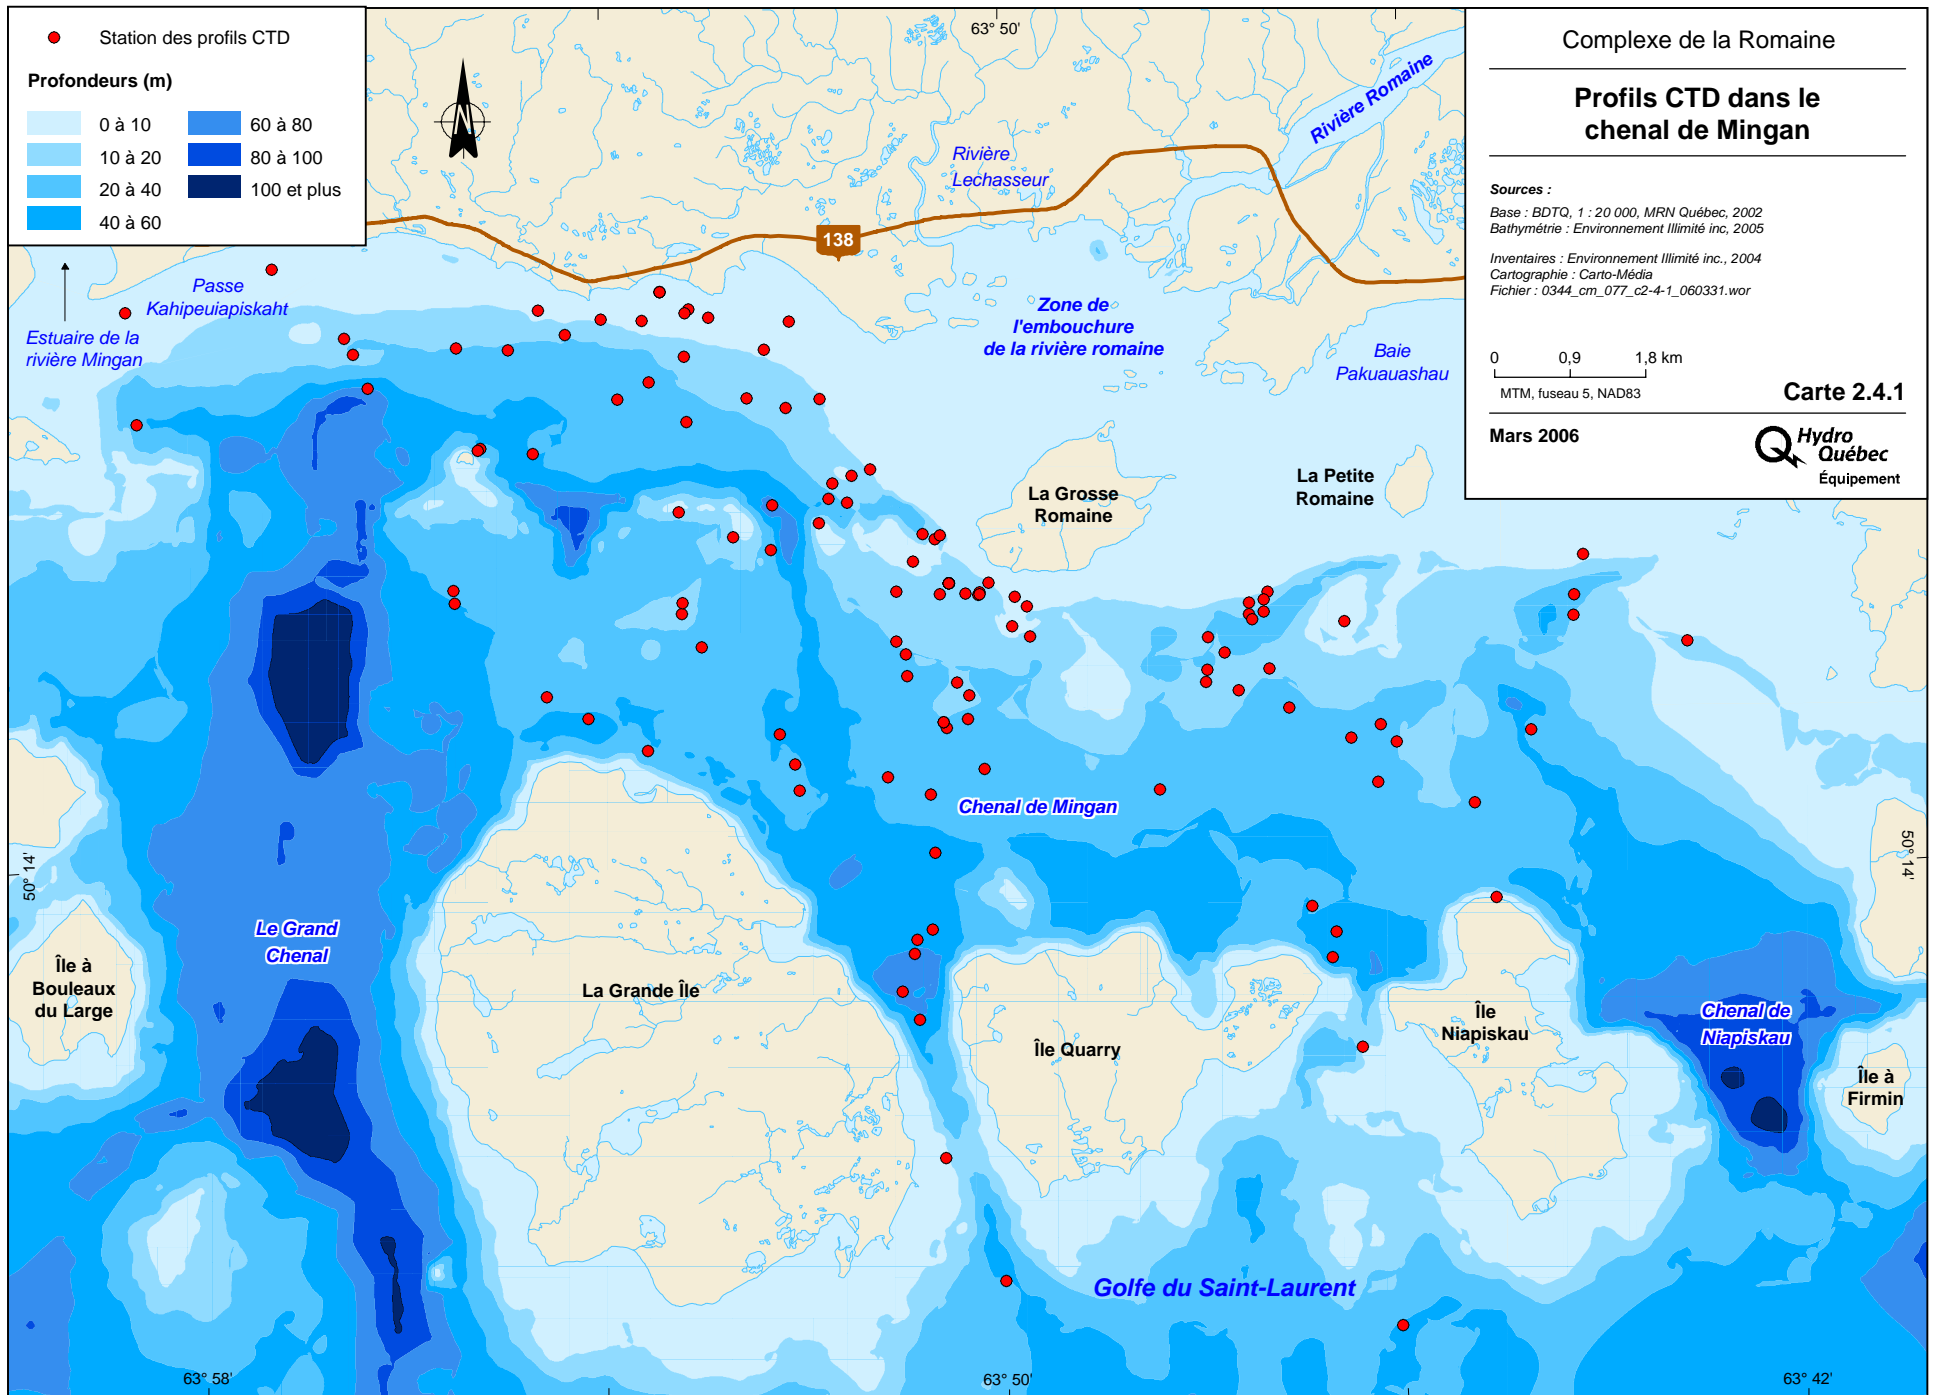 Station des profils CTD
Profondeurs (m)
0 à 10
10 à 20
20 à 40
40 à 60
60 à 80
80 à 100
100 et plus
63° 50'
N
Rivière Romaine
Rivière
Lechasseur
138
Passe
Kahipeuiapiskaht
Estuaire de la
rivière Mingan
Zone de
l'embouchure
de la rivière romaine
Baie
Pakuauashau
La Grosse
Romaine
La Petite
Romaine
Chenal de Mingan
50° 14'
50° 14'
Le Grand
Chenal
Île à
Bouleaux
du Large
La Grande Île
Île Quarry
Île
Niapiskau
Chenal de
Niapiskau
Île à
Firmin
Golfe du Saint-Laurent
63° 58'
63° 50'
63° 42'
Complexe de la Romaine
Profils CTD dans le
chenal de Mingan
Sources :
Base : BDTQ, 1 : 20 000, MRN Québec, 2002
Bathymétrie : Environnement Illimité inc, 2005
Inventaires : Environnement Illimité inc., 2004
Cartographie : Carto-Média
Fichier : 0344_cm_077_c2-4-1_060331.wor
0 0,9 1,8 km
MTM, fuseau 5, NAD83
Carte 2.4.1
Mars 2006
Hydro
Québec
Équipement